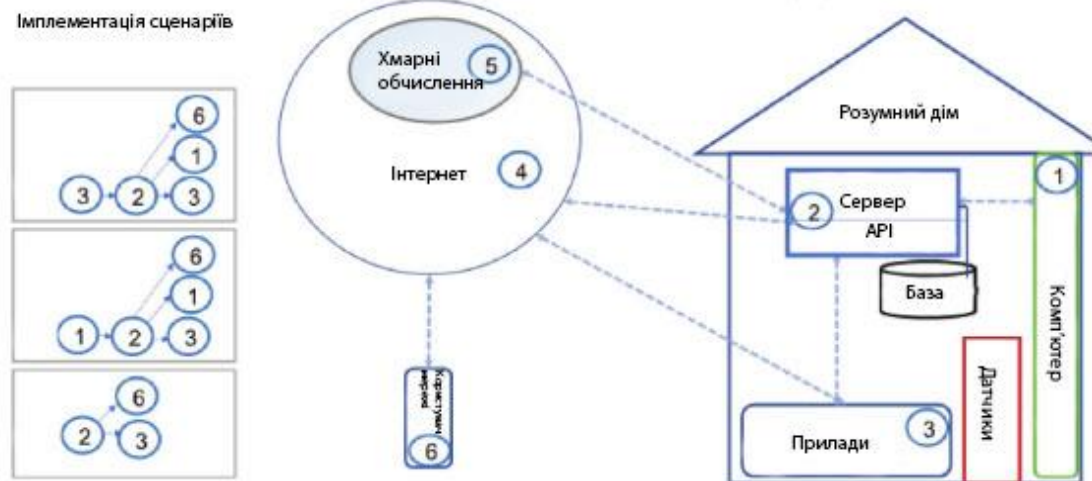 Імплементація сценаріїв
6
1
3
2
3
6
1
1
2
3
6
2
3
Хмарні
обчислення
5
Інтернет
4
Користувач
6
Розумний дім
1
2
Сервер
API
База
Комп'ютер
Датчики
Прилади
3